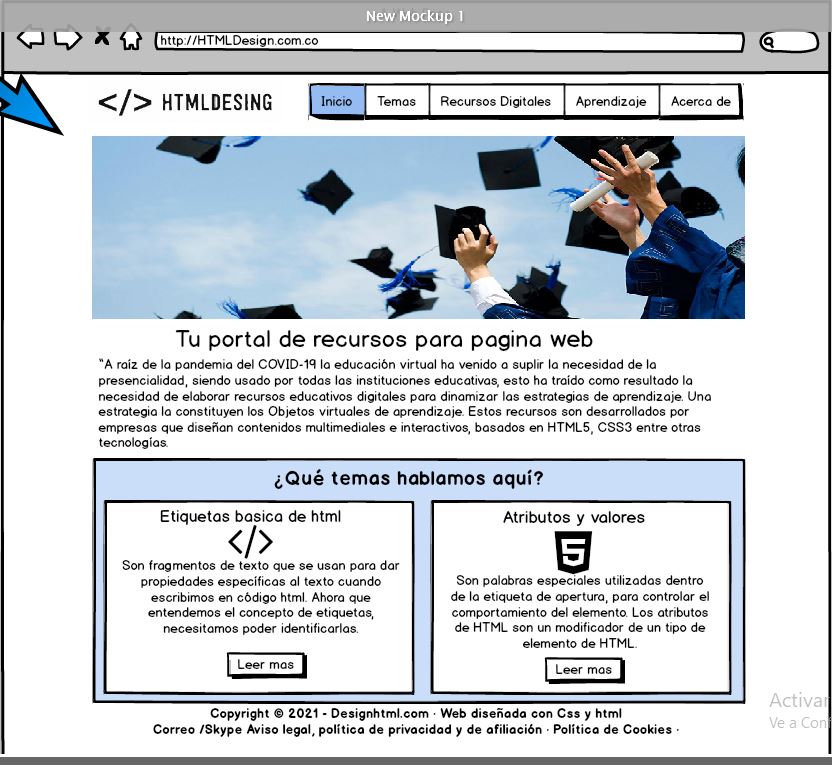 New Mockup 1
http://HTMLDesign.com.co
</> HTMLDESING
Inicio Temas Recursos Digitales Aprendizaje Acerca de
Tu portal de recursos para pagina web
“A raíz de la pandemia del COVID-19 la educación virtual ha venido a suplir la necesidad de la
presencialidad, siendo usado por todas las instituciones educativas, esto ha traído como resultado la
necesidad de elaborar recursos educativos digitales para dinamizar las estrategias de aprendizaje. Una
estrategia la constituyen los Objetos virtuales de aprendizaje. Estos recursos son desarrollados por
empresas que diseñan contenidos multimediales e interactivos, basados en HTML5, CSS3 entre otras
tecnologías.
¿Qué temas hablamos aquí?
Etiquetas basica de html
</>
Son fragmentos de texto que se usan para dar
propiedades específicas al texto cuando
escribimos en código html. Ahora que
entendemos el concepto de etiquetas,
necesitamos poder identificarlas.
Leer mas
Atributos y valores
5
Son palabras especiales utilizadas dentro
de la etiqueta de apertura, para controlar el
comportamiento del elemento. Los atributos
de HTML son un modificador de un tipo de
elemento de HTML.
Leer mas
Copyright © 2021 - Designhtml.com · Web diseñada con Css y html
Correo /Skype Aviso legal, política de privacidad y de afiliación · Política de Cookies ·
Activar
Ve a Conf